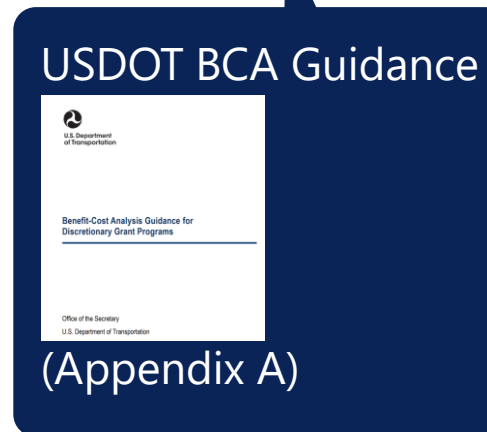 USDOT BCA Guidance
U.S. Department
of Transportation
Benefit-Cost Analysis Guidance for
Discretionary Grant Programs
Office of the Secretary
U.S. Department of Transportation
(Appendix A)